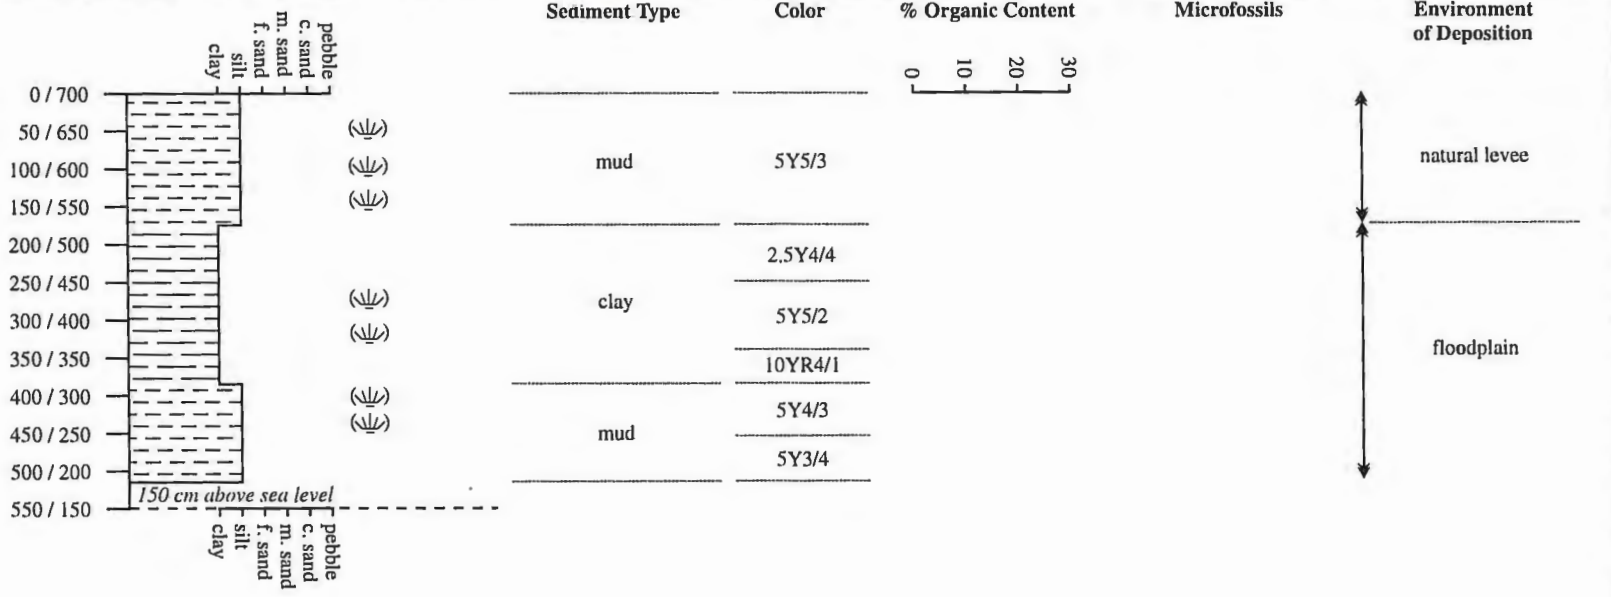 Sediment Type Color % Organic Content Microfossils Environment
of Deposition
clay silt f. sand m. sand c. sand pebble
0 10 20 30
0 / 700
50 / 650
100 / 600 mud 5Y5/3 natural levee
150 / 550
200 / 500 2.5Y4/4
250 / 450
clay
300 / 400 5Y5/2
350 / 350 floodplain
10YR4/1
400 / 300 5Y4/3
450 / 250 mud
5Y3/4
500 / 200
150 cm above sea level
550 / 150
clay silt f. sand m. sand c. sand pebble